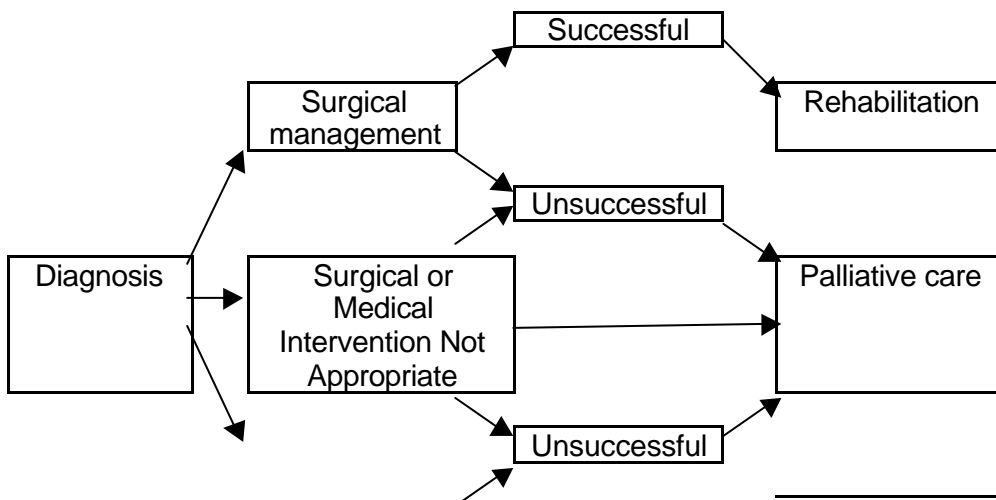 Successful
Surgical
management
Rehabilitation
Unsuccessful
Diagnosis
Surgical or
Medical
Intervention Not
Appropriate
Palliative care
Unsuccessful